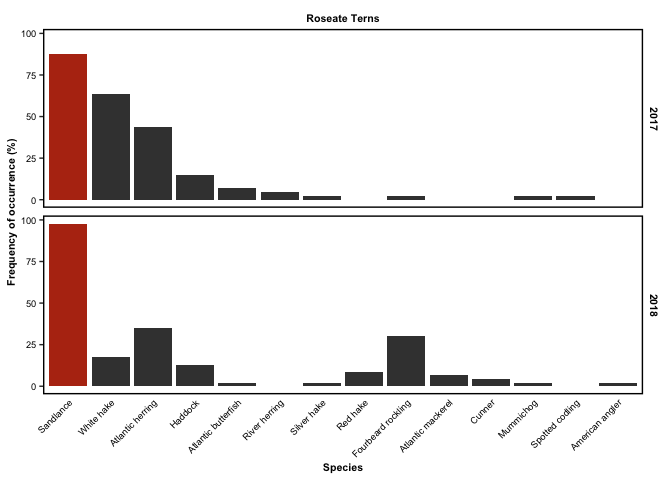 Roseate Terns
100
75
50
25
0
2017
Frequency of occurrence (%)
100
75
50
25
0
2018
Sandlance
White hake
Atlantic herring
Haddock
Atlantic butterfish
River herring
Silver hake
Red hake
Fourbeard rockling
Atlantic mackerel
Cunner
Mummichog
Spotted codling
American angler
Species